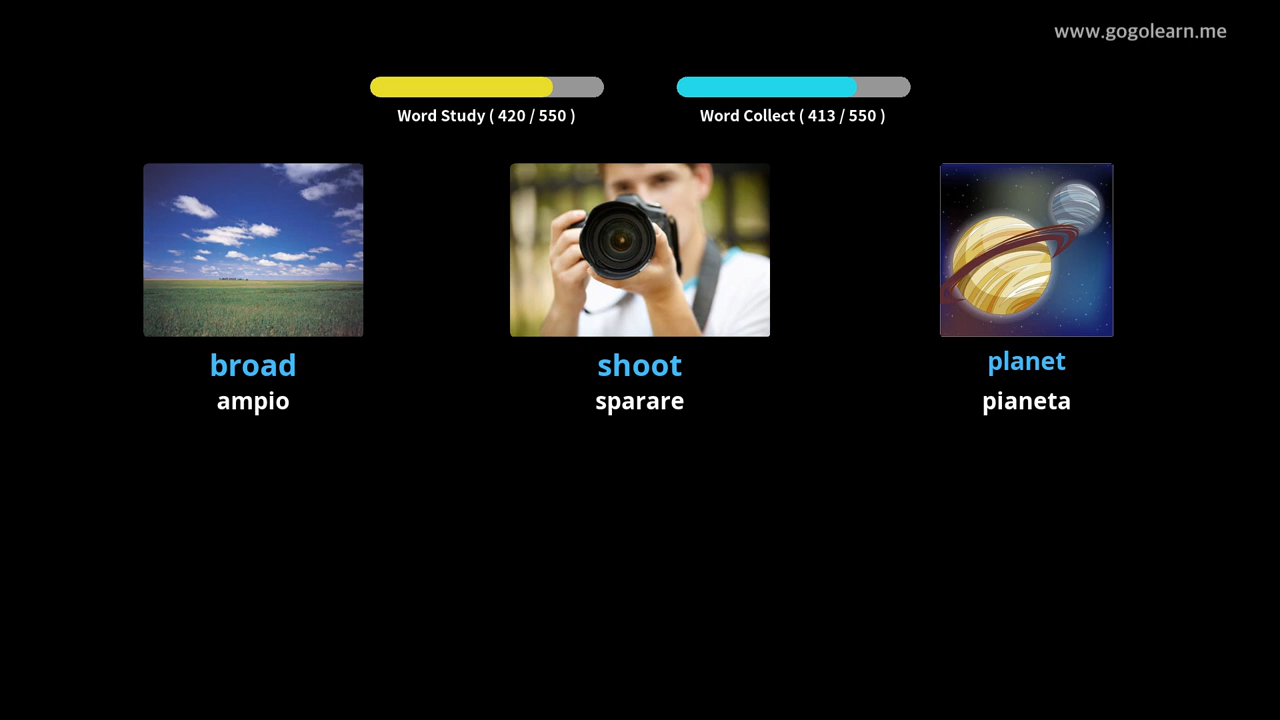 www.gogolearn.me
Word Study ( 420 / 550 )
Word Collect ( 413 / 550 )
broad
ampio
shoot
sparare
planet
pianeta